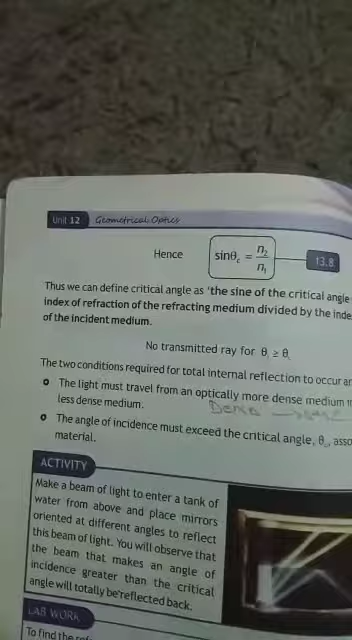 Unit 12 Geometrical Optics
Hence sinθc = n₂/n₁ 13.8
Thus we can define critical angle as 'the sine of the critical angle
index of refraction of the refracting medium divided by the inde
of the incident medium.
No transmitted ray for θi ≥ θc
The two conditions required for total internal reflection to occur ar
The light must travel from an optically more dense medium
less dense medium.
Dense
The angle of incidence must exceed the critical angle, θc, asso
material.
ACTIVITY
Make a beam of light to enter a tank of
water from above and place mirrors
oriented at different angles to reflect
this beam of light. You will observe that
the beam that makes an angle of
incidence greater than the critical
angle will totally be reflected back.
LAB WORK
To find the